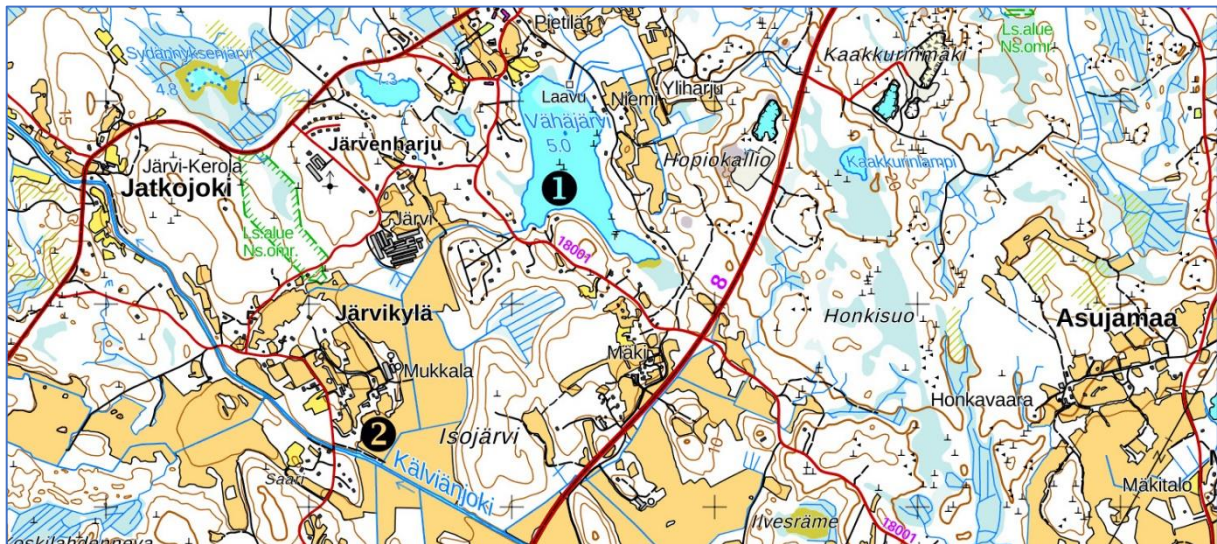 Pietilä
Ls.alue
Ns.omr
Sydännyksenjärvi
4.8
7.3
Laavu
Niemi
Yliharju
Kaakkurinmäki
Vähäjärvi
5.0
Järvenharju
Hopiokallio
Kaakkurinlampi
Järvi-Kerola
Jatkojoki
1
Järvi
Ls.alue
Ns.omr
18001
8
Järvikylä
Honkisuo
Asujamaa
Mäki
Mukkala
Honkavaara
2
Isojärvi
Kälviänjoki
Saari
Mäkitalo
Ilvesräme
18001